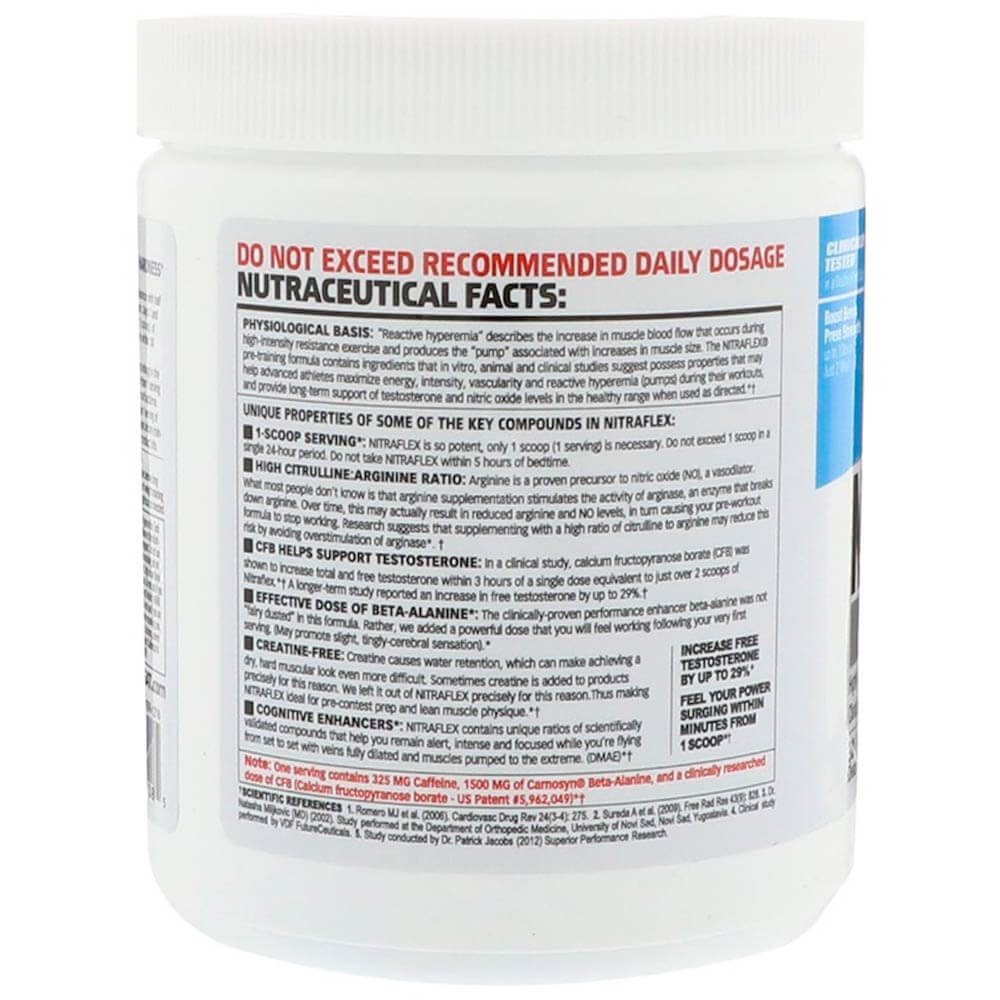 DO NOT EXCEED RECOMMENDED DAILY DOSAGE
NUTRACEUTICAL FACTS:
PHYSIOLOGICAL BASIS: "Reactive hyperemia" describes the increase in muscle blood flow that occurs during
high-intensity resistance exercise and produces the "pump" associated with increases in muscle size. The NITRAFLEX®
pre-training formula contains ingredients that in vitro, animal and clinical studies suggest possess properties that may
help advanced athletes maximize energy, intensity, vascularity and reactive hyperemia (pumps) during their workouts,
and provide long-term support of testosterone and nitric oxide levels in the healthy range when used as directed.*†
UNIQUE PROPERTIES OF SOME OF THE KEY COMPOUNDS IN NITRAFLEX:
■ 1-SCOOP SERVING*: NITRAFLEX is so potent, only 1 scoop (1 serving) is necessary. Do not exceed 1 scoop in a
single 24-hour period. Do not take NITRAFLEX within 5 hours of bedtime.
■ HIGH CITRULLINE:ARGININE RATIO: Arginine is a proven precursor to nitric oxide (NO), a vasodilator.
What most people don't know is that arginine supplementation stimulates the activity of arginase, an enzyme that breaks
down arginine. Over time, this may actually result in reduced arginine and NO levels, in turn causing your pre-workout
formula to stop working. Research suggests that supplementing with a high ratio of citrulline to arginine may reduce this
risk by avoiding overstimulation of arginase*. †
■ CFB HELPS SUPPORT TESTOSTERONE: In a clinical study, calcium fructopyranose borate (CFB) was
shown to increase total and free testosterone within 3 hours of a single dose equivalent to just over 2 scoops of
Nitraflex.*† A longer-term study reported an increase in free testosterone by up to 29%.†
■ EFFECTIVE DOSE OF BETA-ALANINE*: The clinically-proven performance enhancer beta-alanine was not
"fairy dusted" in this formula. Rather, we added a powerful dose that you will feel working following your very first
serving. (May promote slight, tingly-cerebral sensation).*
■ CREATINE-FREE: Creatine causes water retention, which can make achieving a
dry, hard muscular look even more difficult. Sometimes creatine is added to products
precisely for this reason. We left it out of NITRAFLEX precisely for this reason.Thus making
NITRAFLEX ideal for pre-contest prep and lean muscle physique.*†
■ COGNITIVE ENHANCERS*: NITRAFLEX contains unique ratios of scientifically
validated compounds that help you remain alert, intense and focused while you're flying
from set to set with veins fully dilated and muscles pumped to the extreme. (DMAE)*†
INCREASE FREE
TESTOSTERONE
BY UP TO 29%*
FEEL YOUR POWER
SURGING WITHIN
MINUTES FROM
1 SCOOP*†
Note: One serving contains 325 MG Caffeine, 1500 MG of Carnosyn® Beta-Alanine, and a clinically researched
dose of CFB (Calcium fructopyranose borate - US Patent #5,962,049)*†
†SCIENTIFIC REFERENCES 1. Romero MJ et al. (2006). Cardiovasc Drug Rev 24(3-4): 275. 2. Sureda A et al. (2009). Free Rad Res 43(9): 828. 3. Dr.
Natasha Miljkovic (MD) (2002). Study performed at the Department of Orthopedic Medicine, University of Novi Sad, Novi Sad, Yugoslavia. 4. Clinical study
performed by VDF FutureCeuticals. 5. Study conducted by Dr. Patrick Jacobs (2012) Superior Performance Research.
TESTED